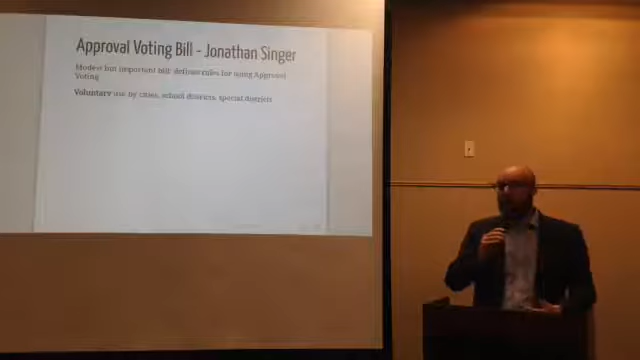 Approval Voting Bill - Jonathan Singer
Modest but important bill: defines rules for using Approval
Voting
Voluntary use by cities, school districts, special districts